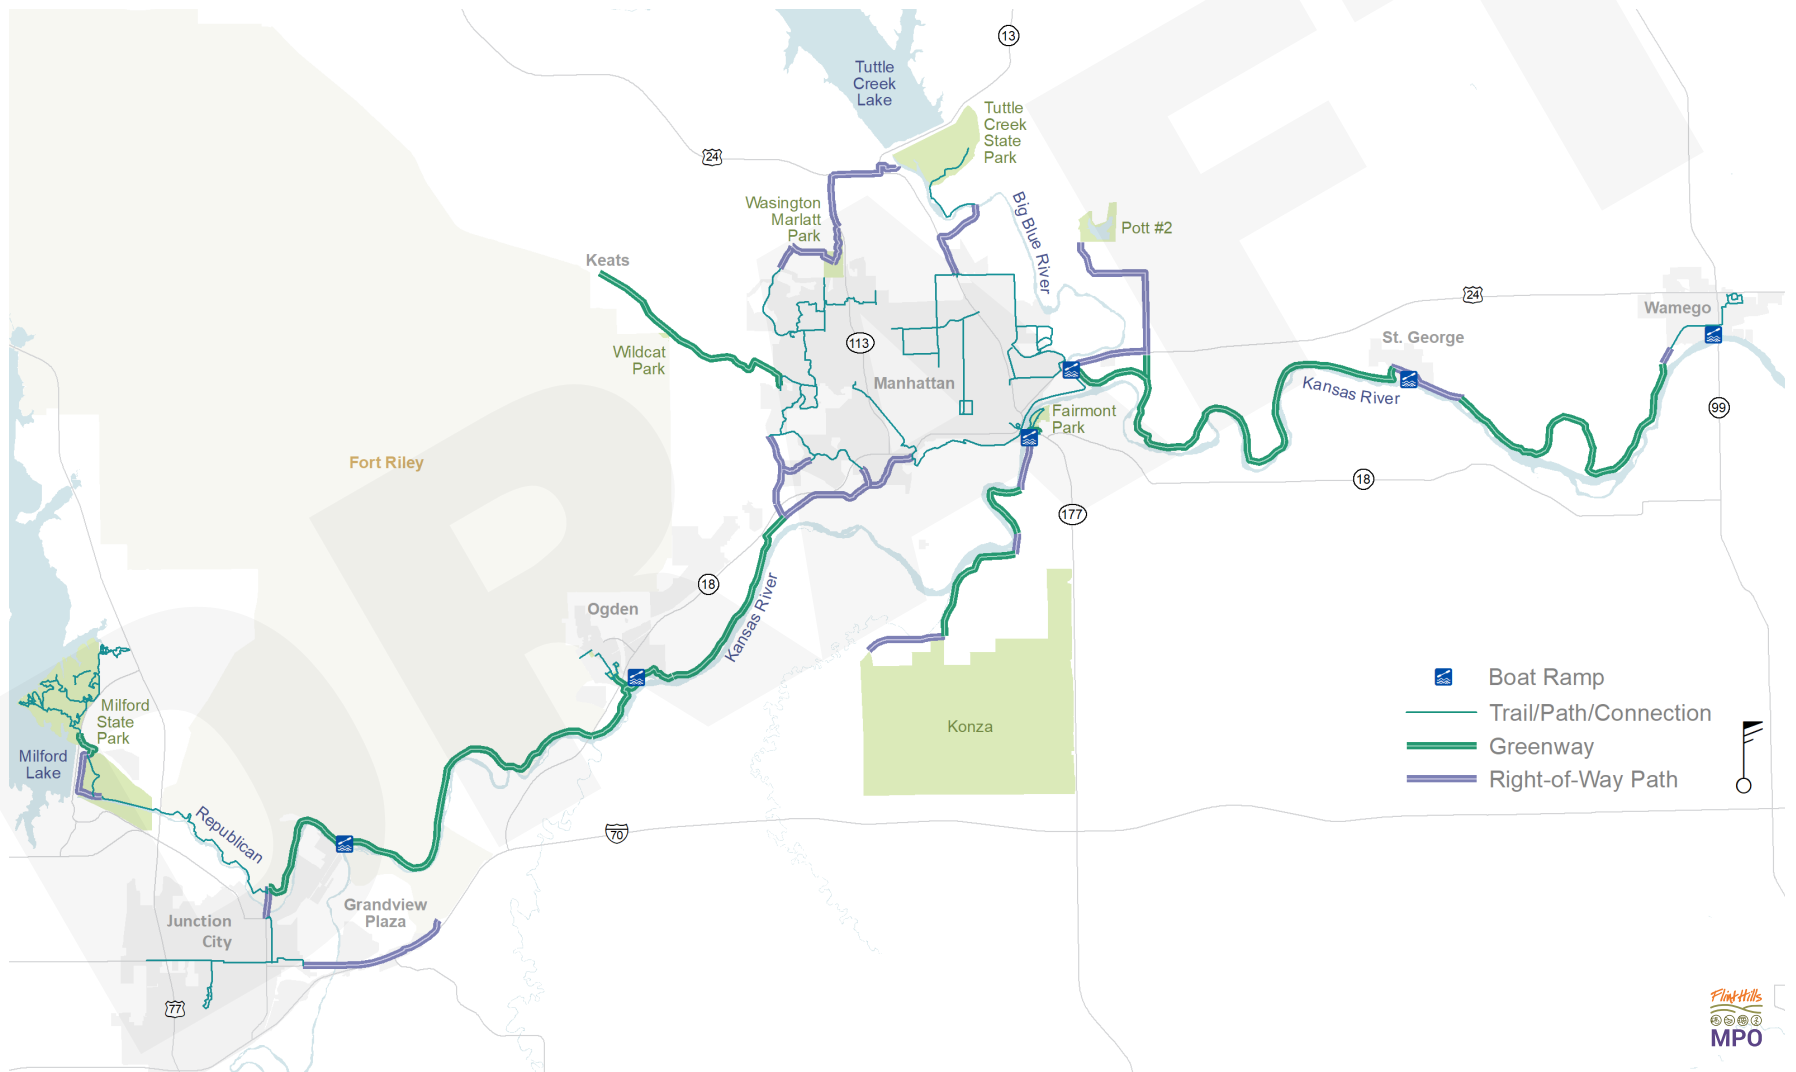 13
Tuttle
Creek
Lake
Tuttle
Creek
State
Park
24
Wasington
Marlatt
Park
Big Blue River
Pott #2
Keats
24
Wamego
Wildcat
Park
113
St. George
Manhattan
Kansas River
99
Fairmont
Park
Fort Riley
18
177
18
Ogden
Kansas River
Milford
State
Park
Milford
Lake
Konza
Boat Ramp
Trail/Path/Connection
Greenway
Right-of-Way Path
Republican
70
Grandview
Plaza
Junction
City
77
Flint Hills
MPO